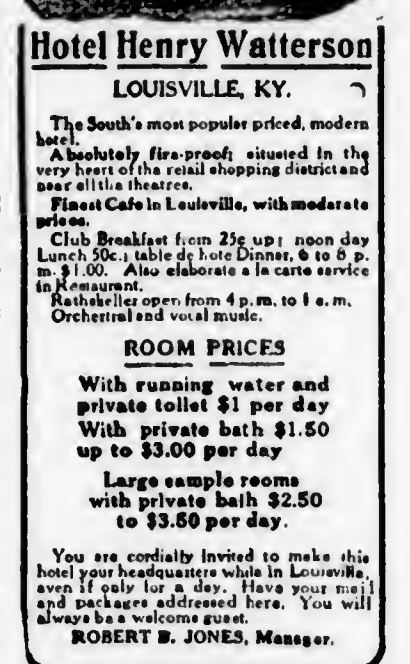 Hotel Henry Watterson
LOUISVILLE, KY.
The South's most popular priced, modern
hotel.
Absolutely fire-proof; situated in the
very heart of the retail shopping district and
near all the theatres.
Finest Cafe in Louisville, with moderate
prices.
Club Breakfast from 25c up; noon day
Lunch 50c.; table de hote Dinner, 6 to 8 p.
m. $1.00. Also elaborate a la carte service
in Restaurant.
Rathskeller open from 4 p. m. to 1 a. m.
Orchestral and vocal music.
ROOM PRICES
With running water and
private toilet $1 per day
With private bath $1.50
up to $3.00 per day
Large sample rooms
with private bath $2.50
to $3.50 per day.
You are cordially invited to make this
hotel your headquarters while in Louisville,
even if only for a day. Have your mail
and packages addressed here. You will
always be a welcome guest.
ROBERT B. JONES, Manager.